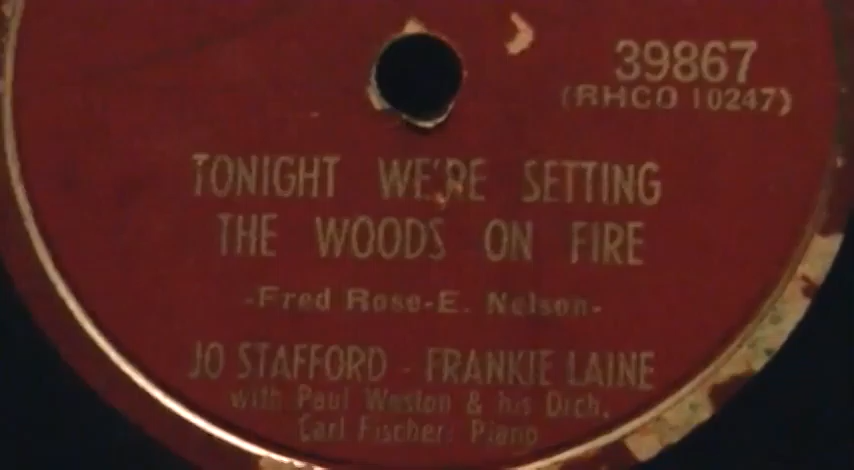 39867
(RHCO 10247)
TONIGHT WE'RE SETTING
THE WOODS ON FIRE
-Fred Rose-E. Nelson-
JO STAFFORD - FRANKIE LAINE
with Paul Weston & his Orch.
Carl Fischer: Piano